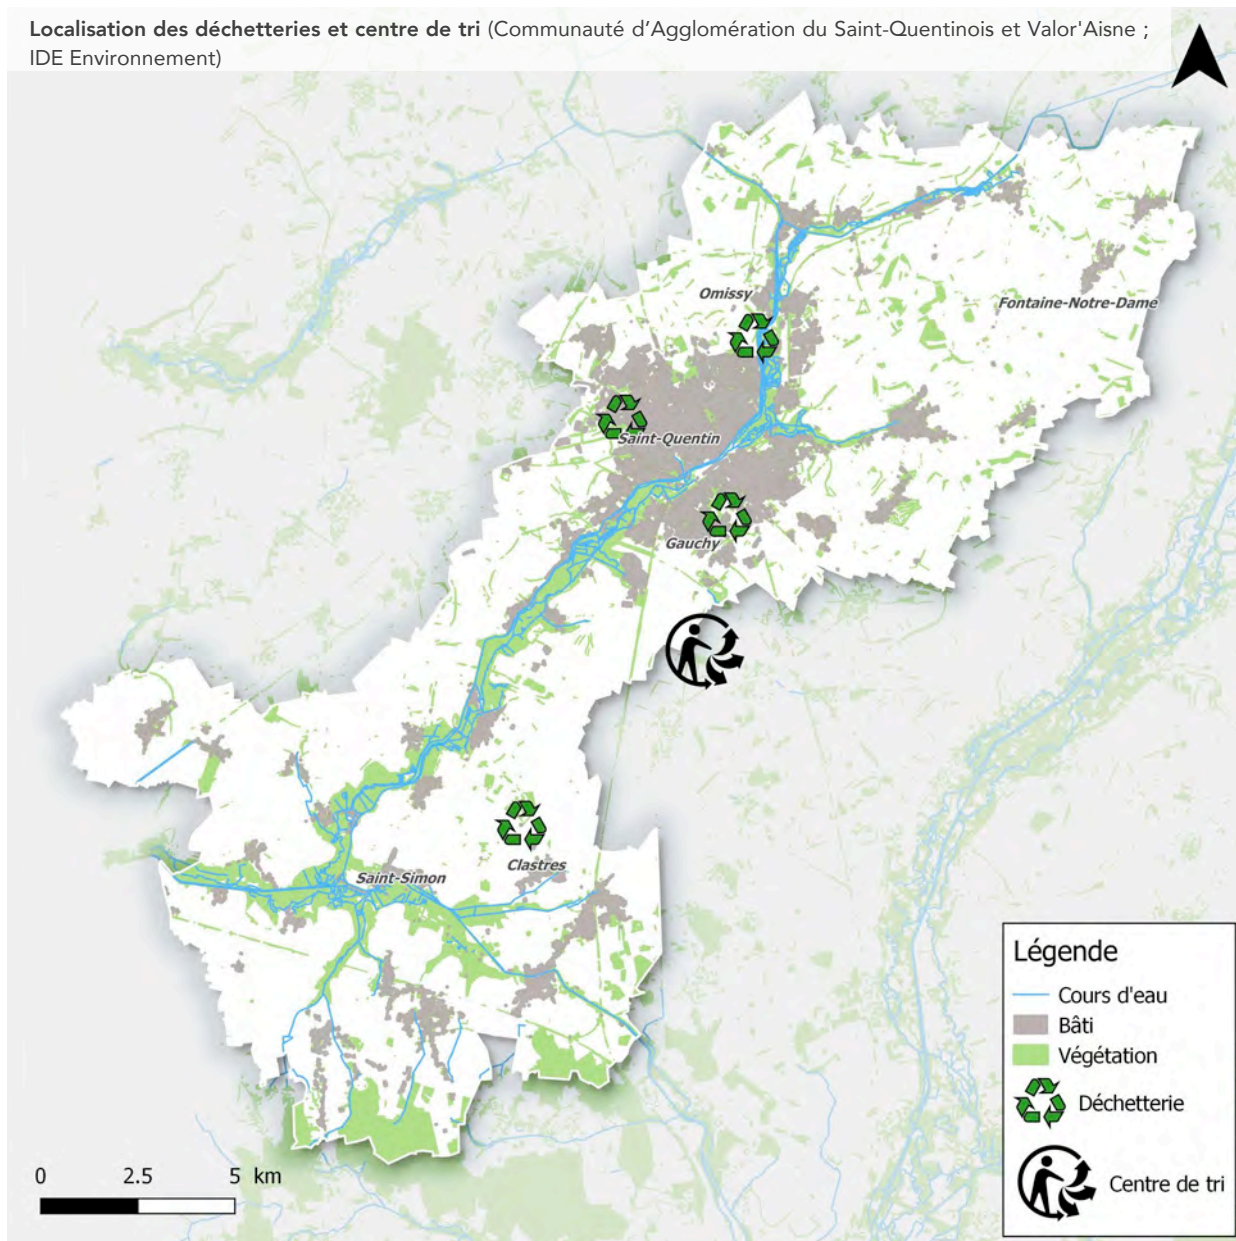 Localisation des déchetteries et centre de tri (Communauté d’Agglomération du Saint-Quentinois et Valor'Aisne ;
IDE Environnement)
Omissy
Fontaine-Notre-Dame
Saint-Quentin
Gauchy
Clastres
Saint-Simon
Légende
Cours d'eau
Bâti
Végétation
Déchetterie
Centre de tri
0 2.5 5 km